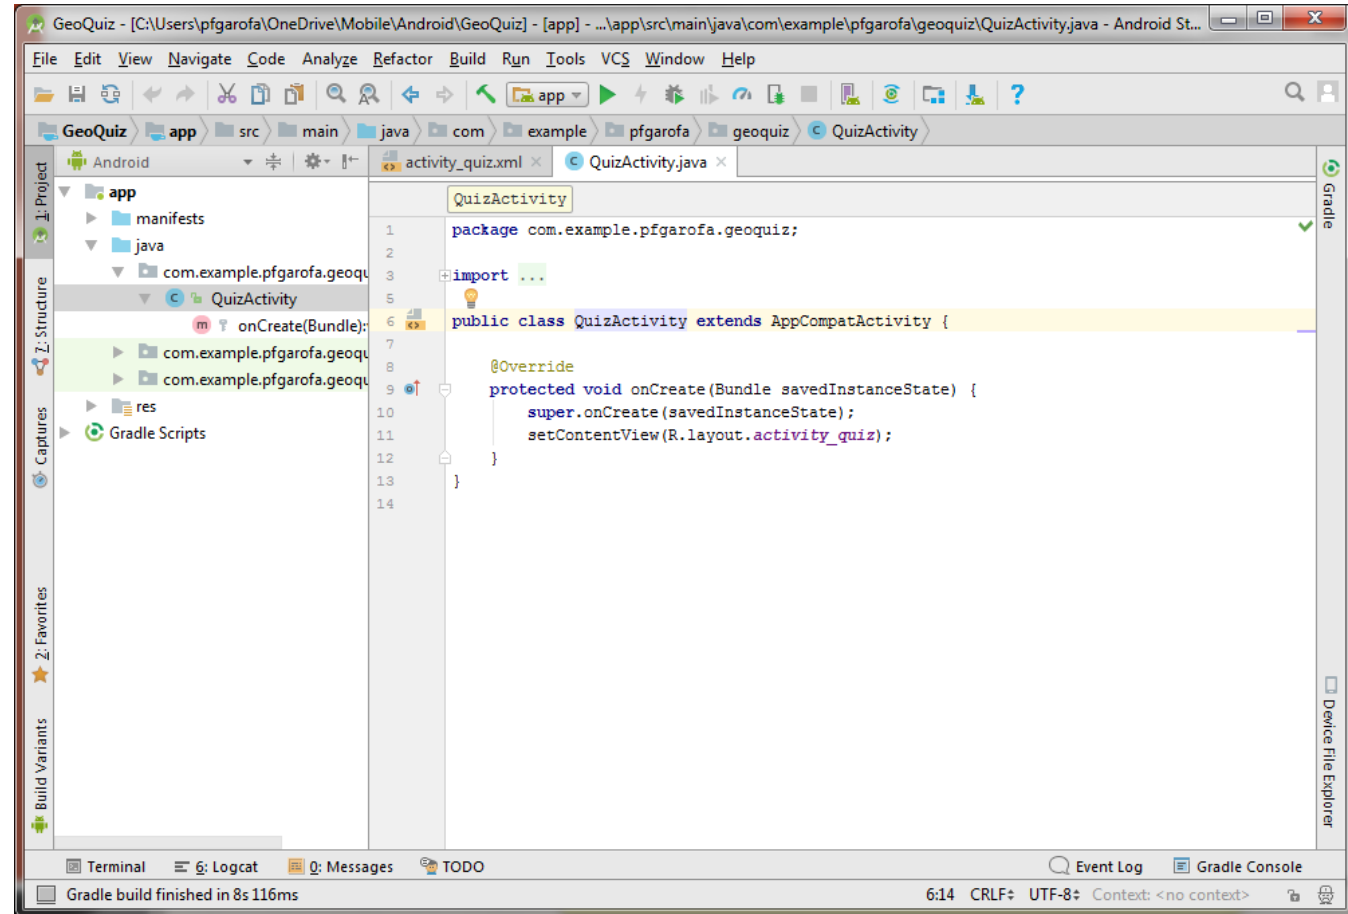 GeoQuiz - [C:\Users\pfgarofa\OneDrive\Mobile\Android\GeoQuiz] - [app] - ...\app\src\main\java\com\example\pfgarofa\geoquiz\QuizActivity.java - Android St...
File Edit View Navigate Code Analyze Refactor Build Run Tools VCS Window Help
app
GeoQuiz app src main java com example pfgarofa geoquiz QuizActivity
Android
activity_quiz.xml QuizActivity.java
1: Project
7: Structure
Captures
2: Favorites
Build Variants
app
manifests
java
com.example.pfgarofa.geoqu
QuizActivity
onCreate(Bundle):
com.example.pfgarofa.geoqu
com.example.pfgarofa.geoqu
res
Gradle Scripts
QuizActivity
1 package com.example.pfgarofa.geoquiz;
2
3 import ...
5
6 public class QuizActivity extends AppCompatActivity {
7
8 @Override
9 protected void onCreate(Bundle savedInstanceState) {
10 super.onCreate(savedInstanceState);
11 setContentView(R.layout.activity_quiz);
12 }
13 }
14
Gradle
Device File Explorer
Terminal 6: Logcat 0: Messages TODO Event Log Gradle Console
Gradle build finished in 8s 116ms 6:14 CRLF UTF-8 Context: <no context>